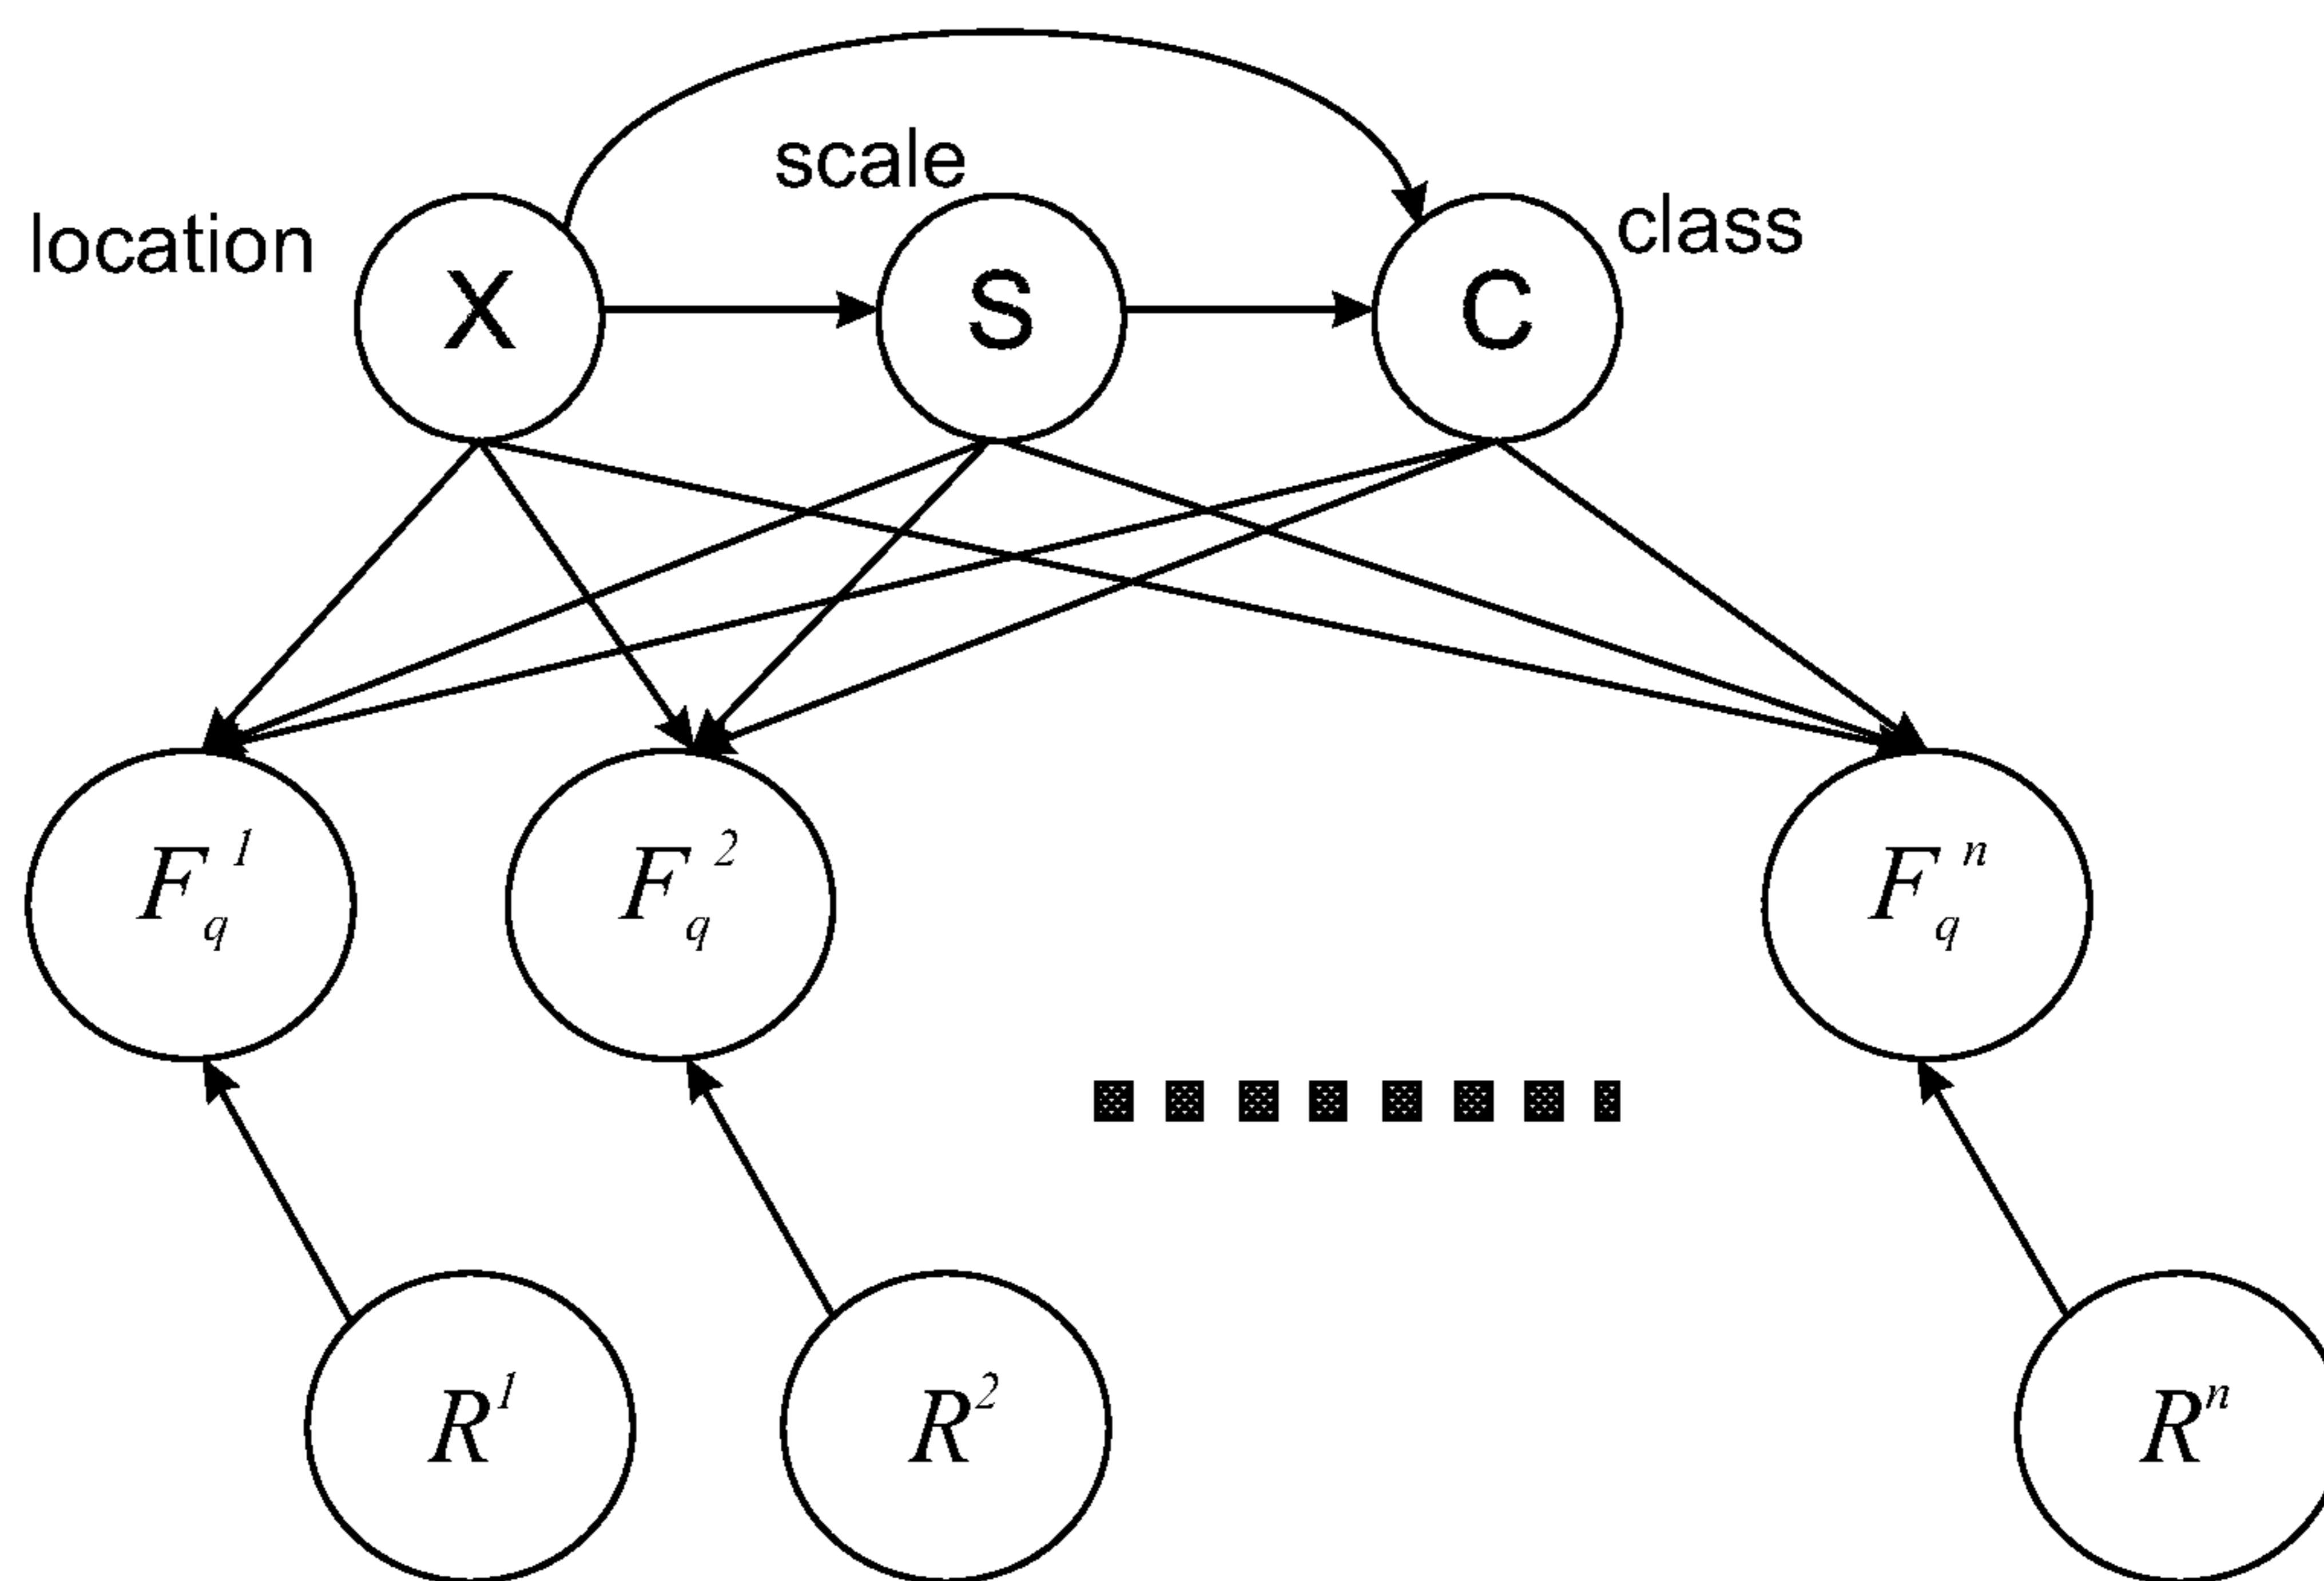 scale
location
class
X
S
C
F_q^1
F_q^2
F_q^n
R^1
R^2
R^n